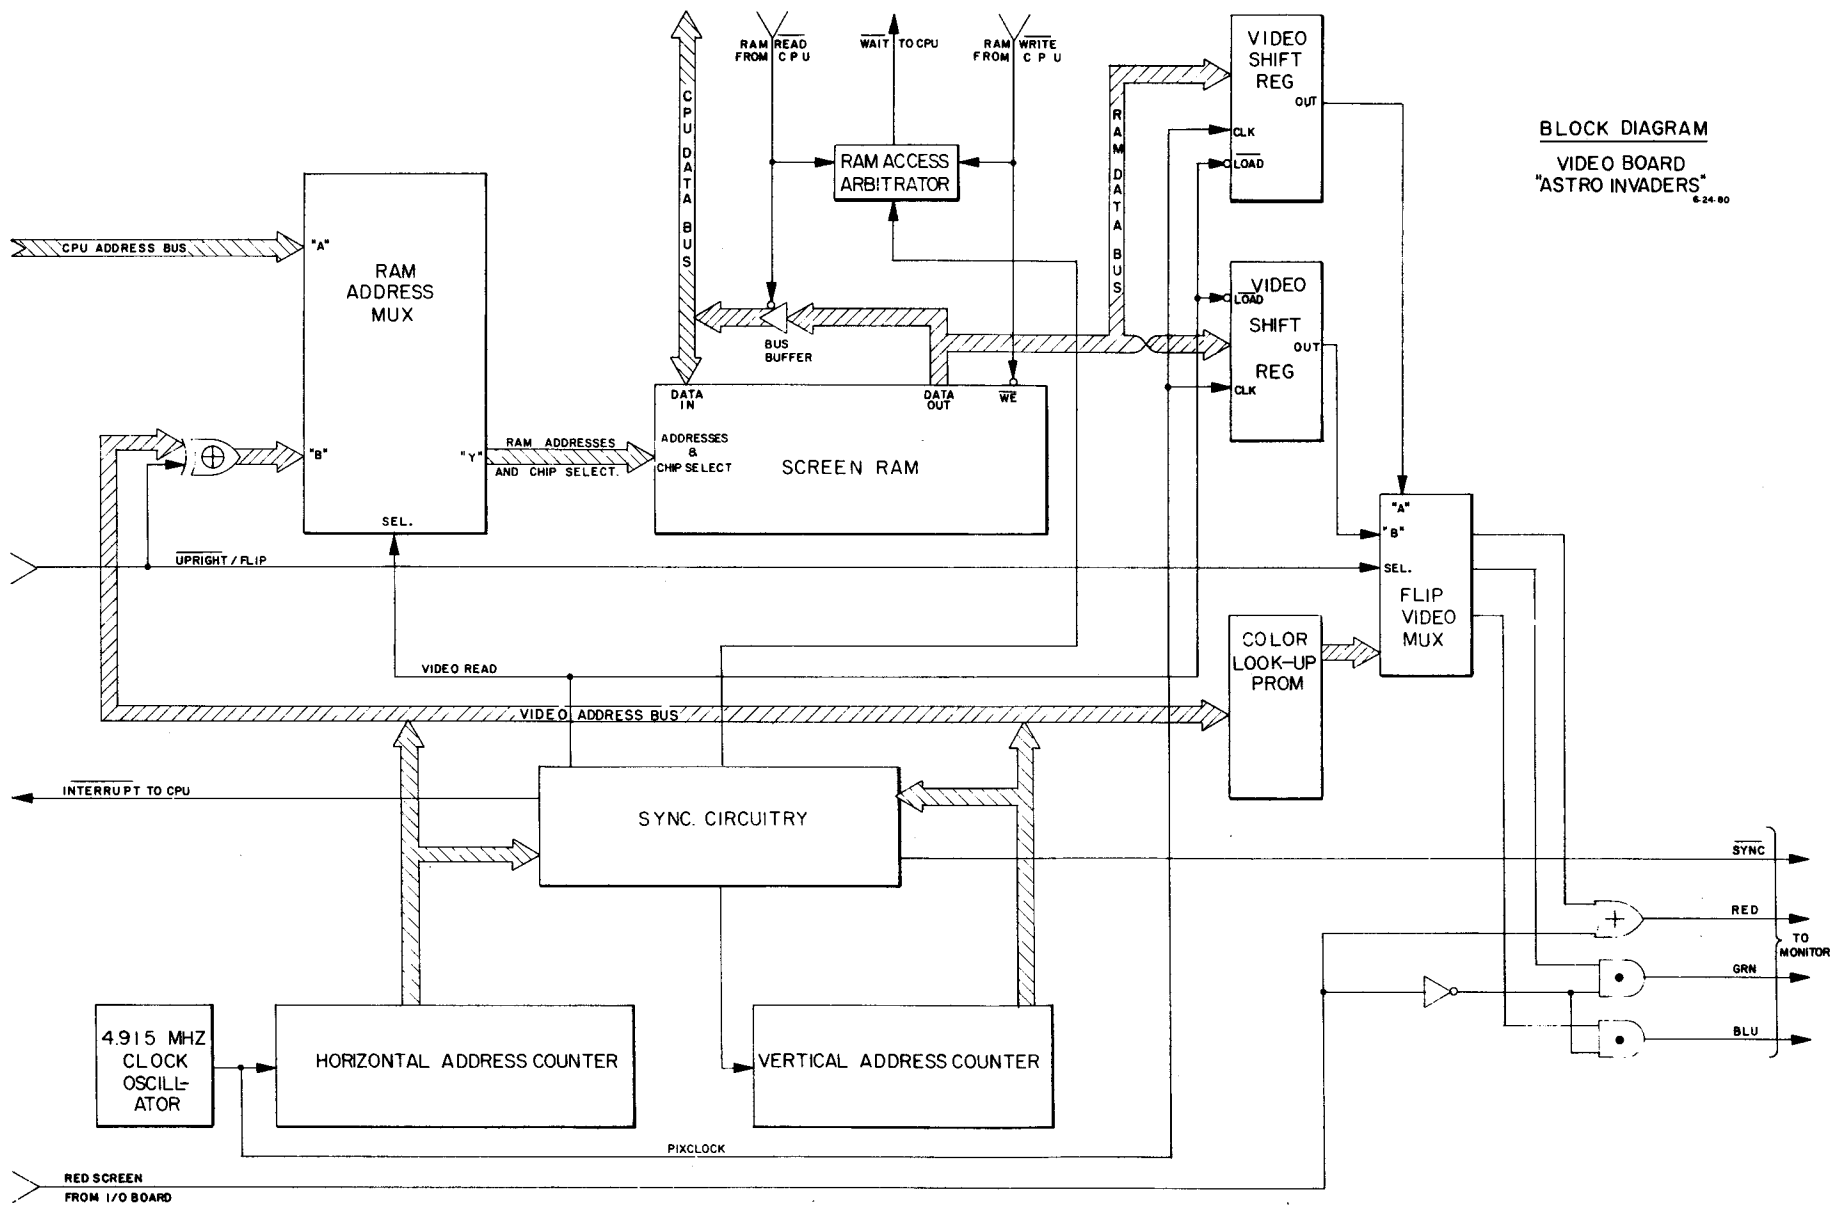 RAM READ
FROM CPU
WAIT TO CPU
RAM WRITE
FROM CPU
CPU DATA BUS
RAM DATA BUS
VIDEO
SHIFT
REG
OUT
CLK
LOAD
BLOCK DIAGRAM
VIDEO BOARD
"ASTRO INVADERS"
6-24-80
RAM ACCESS
ARBITRATOR
CPU ADDRESS BUS
"A"
RAM
ADDRESS
MUX
"B"
"Y"
SEL.
BUS
BUFFER
VIDEO
LOAD
SHIFT
OUT
REG
CLK
DATA
IN
DATA
OUT
WE
RAM ADDRESSES
AND CHIP SELECT.
ADDRESSES
&
CHIP SELECT
SCREEN RAM
UPRIGHT / FLIP
"A"
"B"
SEL.
FLIP
VIDEO
MUX
COLOR
LOOK-UP
PROM
VIDEO READ
VIDEO ADDRESS BUS
INTERRUPT TO CPU
SYNC. CIRCUITRY
SYNC
RED
GRN
BLU
TO
MONITOR
4.915 MHZ
CLOCK
OSCILL-
ATOR
HORIZONTAL ADDRESS COUNTER
VERTICAL ADDRESS COUNTER
PIXCLOCK
RED SCREEN
FROM I/O BOARD